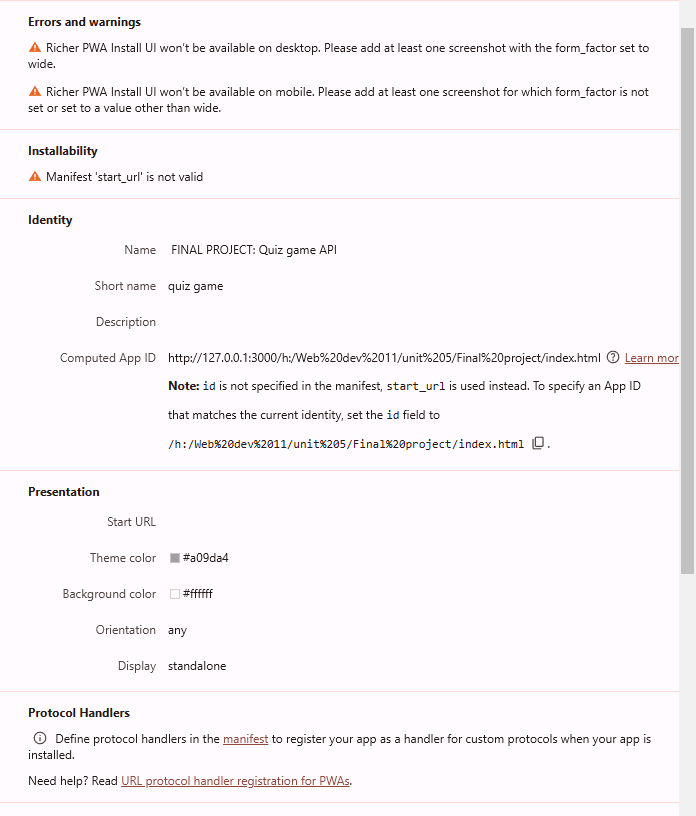 Errors and warnings
Richer PWA Install UI won't be available on desktop. Please add at least one screenshot with the form_factor set to
wide.
Richer PWA Install UI won't be available on mobile. Please add at least one screenshot for which form_factor is not
set or set to a value other than wide.
Installability
Manifest 'start_url' is not valid
Identity
Name FINAL PROJECT: Quiz game API
Short name quiz game
Description
Computed App ID http://127.0.0.1:3000/h:/Web%20dev%2011/unit%205/Final%20project/index.html ? Learn mor
Note: id is not specified in the manifest, start_url is used instead. To specify an App ID
that matches the current identity, set the id field to
/h:/Web%20dev%2011/unit%205/Final%20project/index.html .
Presentation
Start URL
Theme color #a09da4
Background color #ffffff
Orientation any
Display standalone
Protocol Handlers
Define protocol handlers in the manifest to register your app as a handler for custom protocols when your app is
installed.
Need help? Read URL protocol handler registration for PWAs.